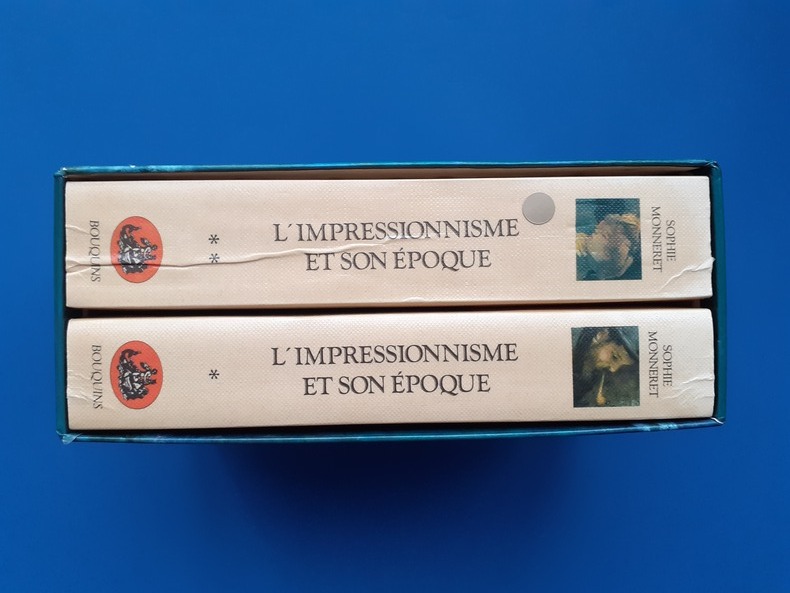 BOUQUINS
*
*
L'IMPRESSIONNISME
ET SON ÉPOQUE
SOPHIE
MONNERET
BOUQUINS
*
L'IMPRESSIONNISME
ET SON ÉPOQUE
SOPHIE
MONNERET